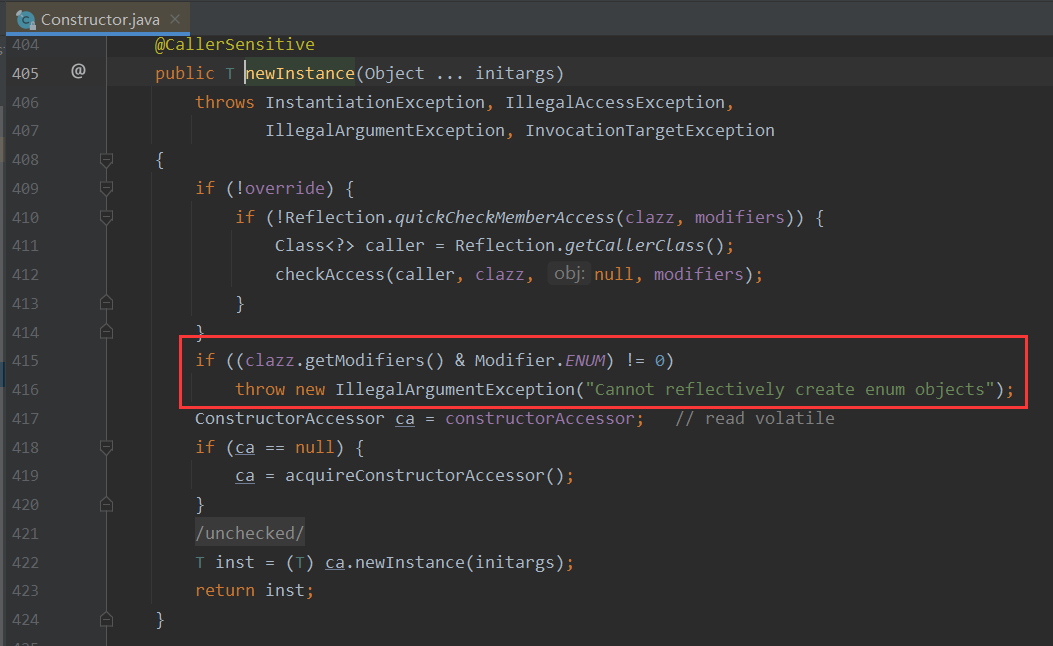 Constructor.java
404 @CallerSensitive
405 @ public T newInstance(Object ... initargs)
406 throws InstantiationException, IllegalAccessException,
407 IllegalArgumentException, InvocationTargetException
408 {
409 if (!override) {
410 if (!Reflection.quickCheckMemberAccess(clazz, modifiers)) {
411 Class<?> caller = Reflection.getCallerClass();
412 checkAccess(caller, clazz, obj: null, modifiers);
413 }
414 }
415 if ((clazz.getModifiers() & Modifier.ENUM) != 0)
416 throw new IllegalArgumentException("Cannot reflectively create enum objects");
417 ConstructorAccessor ca = constructorAccessor; // read volatile
418 if (ca == null) {
419 ca = acquireConstructorAccessor();
420 }
421 /unchecked/
422 T inst = (T) ca.newInstance(initargs);
423 return inst;
424 }